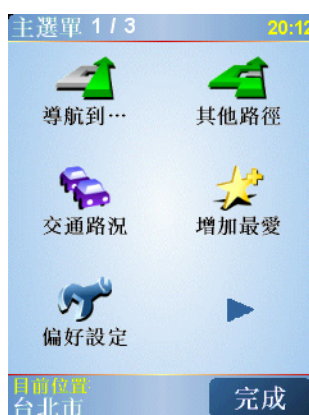 主選單 1 / 3
20:12
導航到…
其他路徑
交通路況
增加最愛
偏好設定
目前位置:
台北市
完成